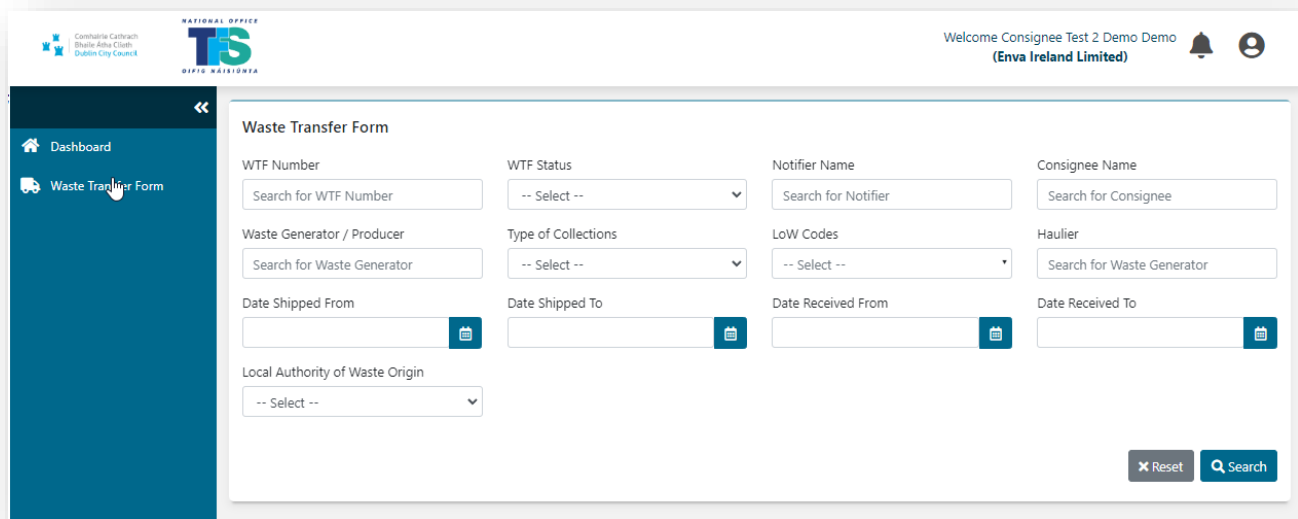 Comhairle Cathrach
Bhaile Átha Cliath
Dublin City Council
NATIONAL OFFICE
TFS
OIFIG NÁISIÚNTA
Welcome Consignee Test 2 Demo Demo
(Enva Ireland Limited)
Dashboard
Waste Transfer Form
Waste Transfer Form
WTF Number
WTF Status
Notifier Name
Consignee Name
Search for WTF Number
-- Select --
Search for Notifier
Search for Consignee
Waste Generator / Producer
Type of Collections
LoW Codes
Haulier
Search for Waste Generator
-- Select --
-- Select --
Search for Waste Generator
Date Shipped From
Date Shipped To
Date Received From
Date Received To
Local Authority of Waste Origin
-- Select --
Reset
Search